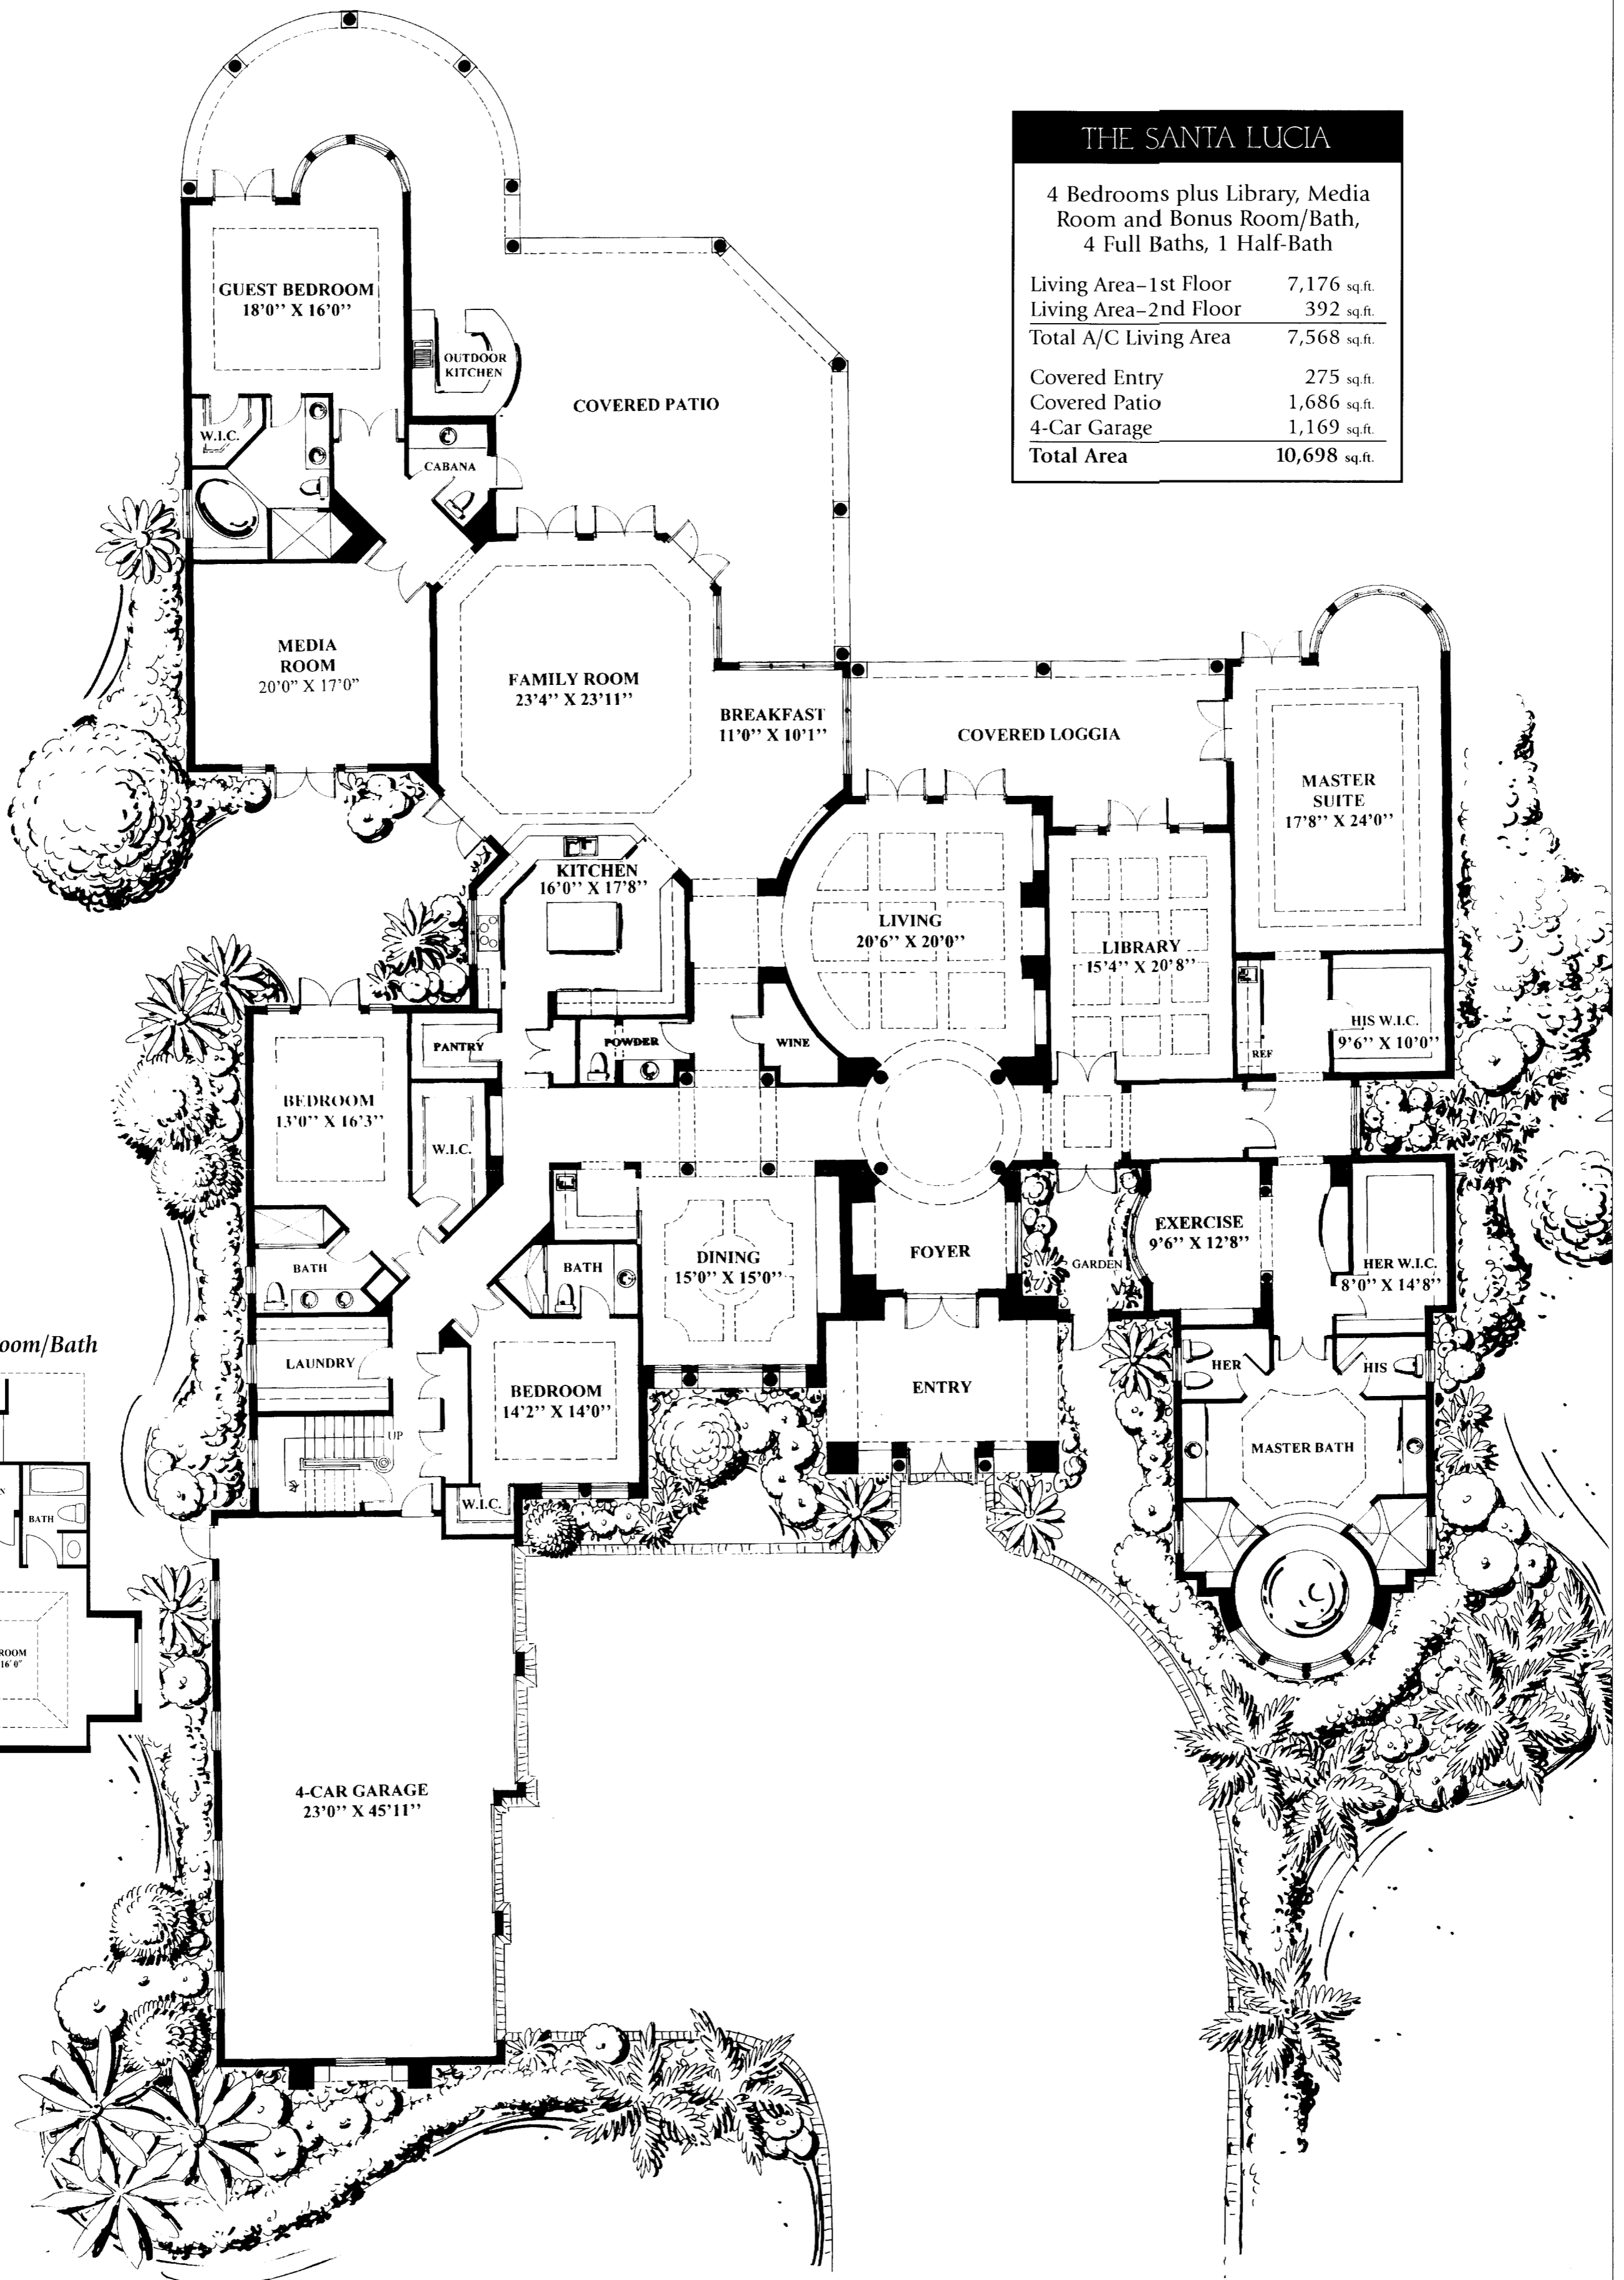 THE SANTA LUCIA
4 Bedrooms plus Library, Media
Room and Bonus Room/Bath,
4 Full Baths, 1 Half-Bath
Living Area–1st Floor 7,176 sq.ft.
Living Area–2nd Floor 392 sq.ft.
Total A/C Living Area 7,568 sq.ft.
Covered Entry 275 sq.ft.
Covered Patio 1,686 sq.ft.
4-Car Garage 1,169 sq.ft.
Total Area 10,698 sq.ft.
GUEST BEDROOM
18'0'' X 16'0''
OUTDOOR
KITCHEN
COVERED PATIO
W.I.C.
CABANA
MEDIA
ROOM
20'0" X 17'0"
FAMILY ROOM
23'4'' X 23'11''
BREAKFAST
11'0'' X 10'1''
COVERED LOGGIA
MASTER
SUITE
17'8'' X 24'0''
KITCHEN
16'0'' X 17'8''
LIVING
20'6'' X 20'0''
LIBRARY
15'4'' X 20'8''
HIS W.I.C.
9'6'' X 10'0''
REF
PANTRY
POWDER
WINE
BEDROOM
13'0'' X 16'3''
W.I.C.
DINING
15'0'' X 15'0''
FOYER
GARDEN
EXERCISE
9'6'' X 12'8''
HER W.I.C.
8'0'' X 14'8''
BATH
BATH
LAUNDRY
BEDROOM
14'2'' X 14'0''
ENTRY
HER
HIS
UP
MASTER BATH
W.I.C.
oom/Bath
BATH
ROOM
16'0"
4-CAR GARAGE
23'0'' X 45'11''